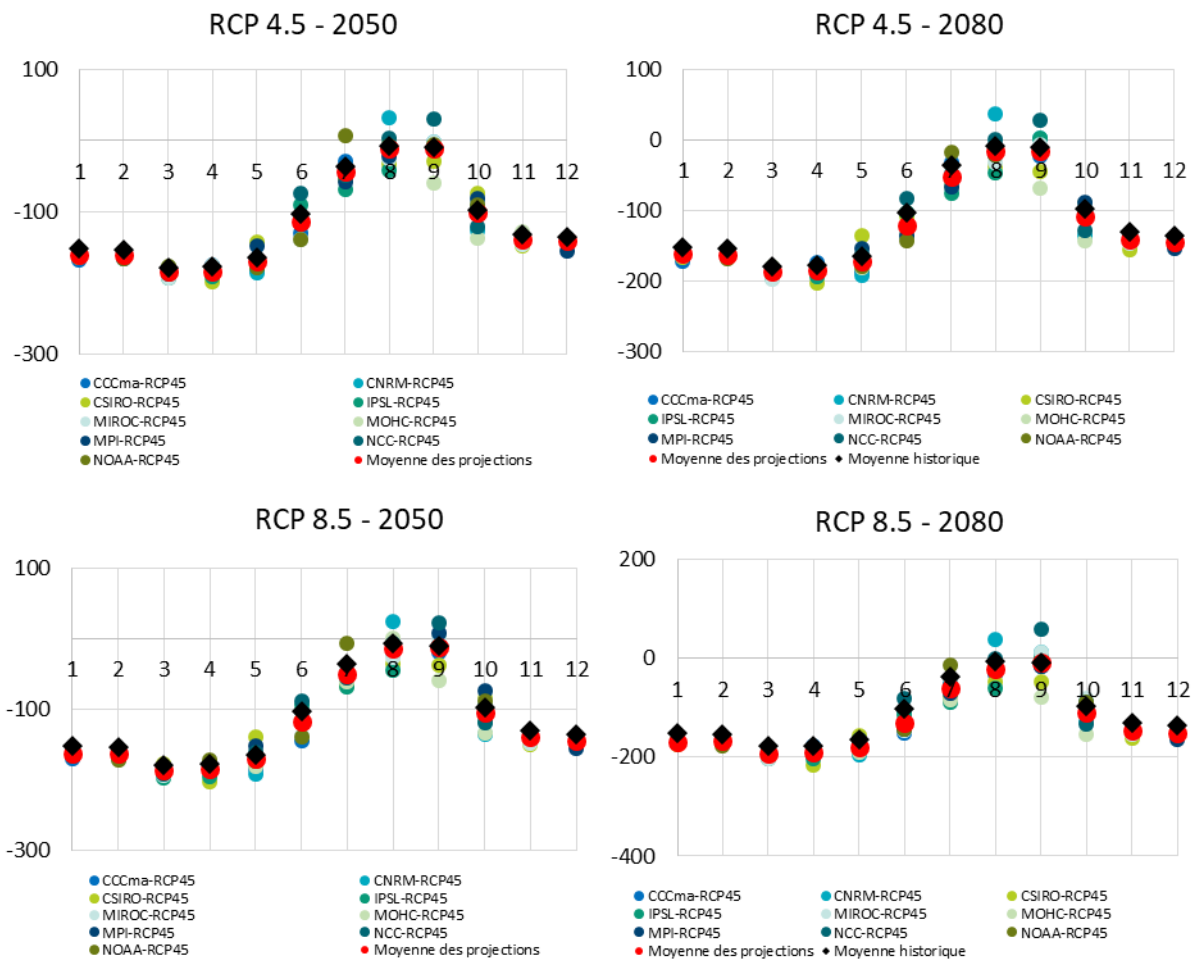 RCP 4.5 - 2050
100
0
1 2 3 4 5 6 7 8 9 10 11 12
-100
-300
CCCma-RCP45 CNRM-RCP45
CSIRO-RCP45 IPSL-RCP45
MIROC-RCP45 MOHC-RCP45
MPI-RCP45 NCC-RCP45
NOAA-RCP45 Moyenne des projections
RCP 4.5 - 2080
100
0
1 2 3 4 5 6 7 8 9 10 11 12
-100
-200
-300
CCCma-RCP45 CNRM-RCP45 CSIRO-RCP45
IPSL-RCP45 MIROC-RCP45 MOHC-RCP45
MPI-RCP45 NCC-RCP45 NOAA-RCP45
Moyenne des projections Moyenne historique
RCP 8.5 - 2050
100
1 2 3 4 5 6 7 8 9 10 11 12
-100
-300
CCCma-RCP45 CNRM-RCP45
CSIRO-RCP45 IPSL-RCP45
MIROC-RCP45 MOHC-RCP45
MPI-RCP45 NCC-RCP45
NOAA-RCP45 Moyenne des projections
RCP 8.5 - 2080
200
0
1 2 3 4 5 6 7 8 9 10 11 12
-200
-400
CCCma-RCP45 CNRM-RCP45 CSIRO-RCP45
IPSL-RCP45 MIROC-RCP45 MOHC-RCP45
MPI-RCP45 NCC-RCP45 NOAA-RCP45
Moyenne des projections Moyenne historique